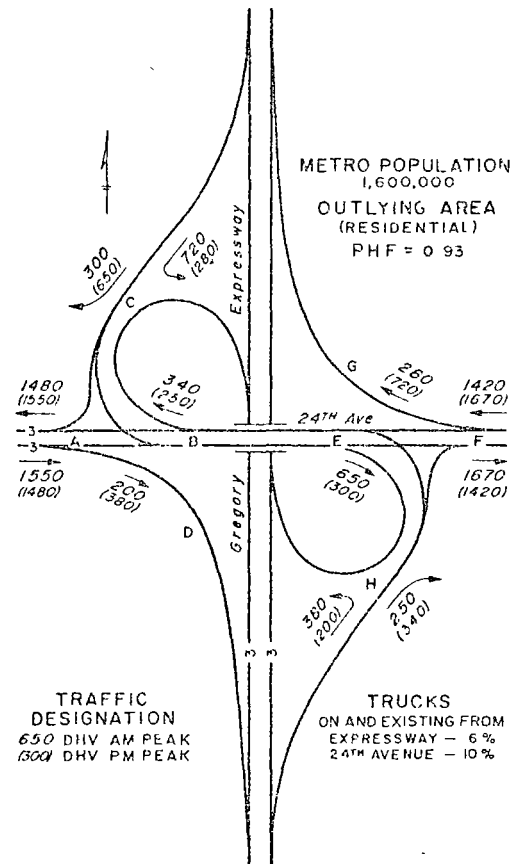 METRO POPULATION
1,600,000
OUTLYING AREA
(RESIDENTIAL)
PHF = 0 93
300
(650)
720
(280)
Expressway
C
G
340
(250)
260
(720)
1480
(1550)
1420
(1670)
24TH Ave
3
A
B
E
F
3
1550
(1480)
200
(380)
650
(300)
1670
(1420)
D
Gregory
H
380
(200)
250
(340)
3 3
TRAFFIC
DESIGNATION
650 DHV AM PEAK
(300) DHV PM PEAK
TRUCKS
ON AND EXISTING FROM
EXPRESSWAY - 6%
24TH AVENUE - 10%